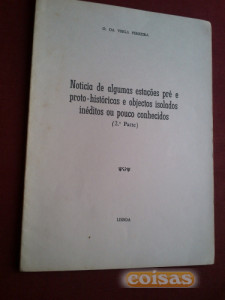 O. DA VEIGA FERREIRA
Notícia de algumas estações pré e
proto-históricas e objectos isolados
inéditos ou pouco conhecidos
(2.ª Parte)
LISBOA
coisas